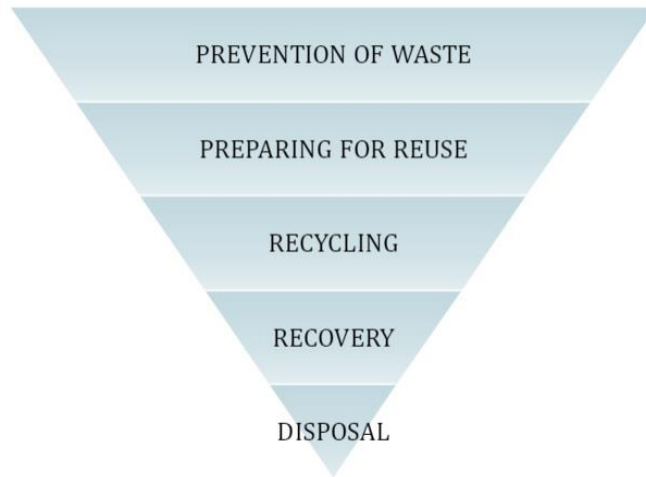 PREVENTION OF WASTE
PREPARING FOR REUSE
RECYCLING
RECOVERY
DISPOSAL